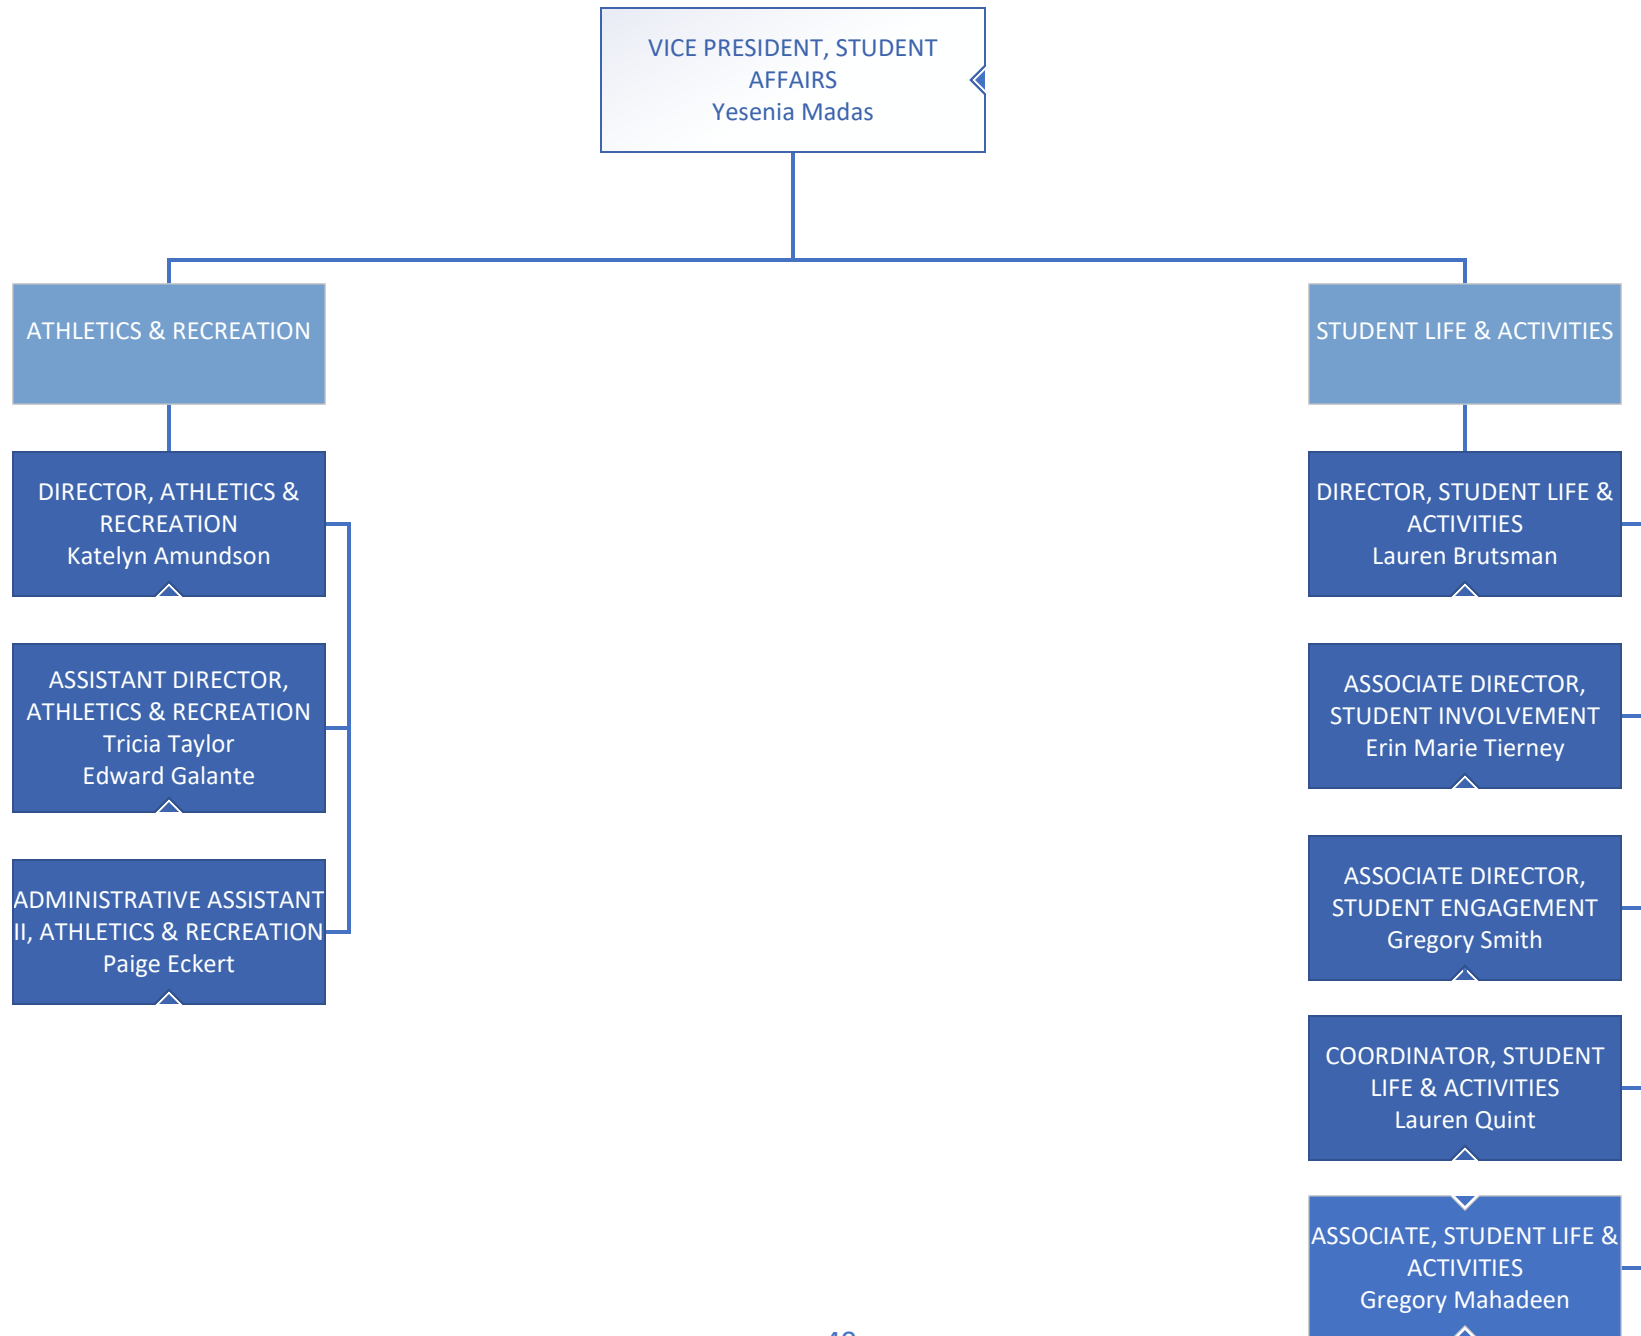 VICE PRESIDENT, STUDENT
AFFAIRS
Yesenia Madas
ATHLETICS & RECREATION
DIRECTOR, ATHLETICS &
RECREATION
Katelyn Amundson
ASSISTANT DIRECTOR,
ATHLETICS & RECREATION
Tricia Taylor
Edward Galante
ADMINISTRATIVE ASSISTANT
II, ATHLETICS & RECREATION
Paige Eckert
STUDENT LIFE & ACTIVITIES
DIRECTOR, STUDENT LIFE &
ACTIVITIES
Lauren Brutsman
ASSOCIATE DIRECTOR,
STUDENT INVOLVEMENT
Erin Marie Tierney
ASSOCIATE DIRECTOR,
STUDENT ENGAGEMENT
Gregory Smith
COORDINATOR, STUDENT
LIFE & ACTIVITIES
Lauren Quint
ASSOCIATE, STUDENT LIFE &
ACTIVITIES
Gregory Mahadeen